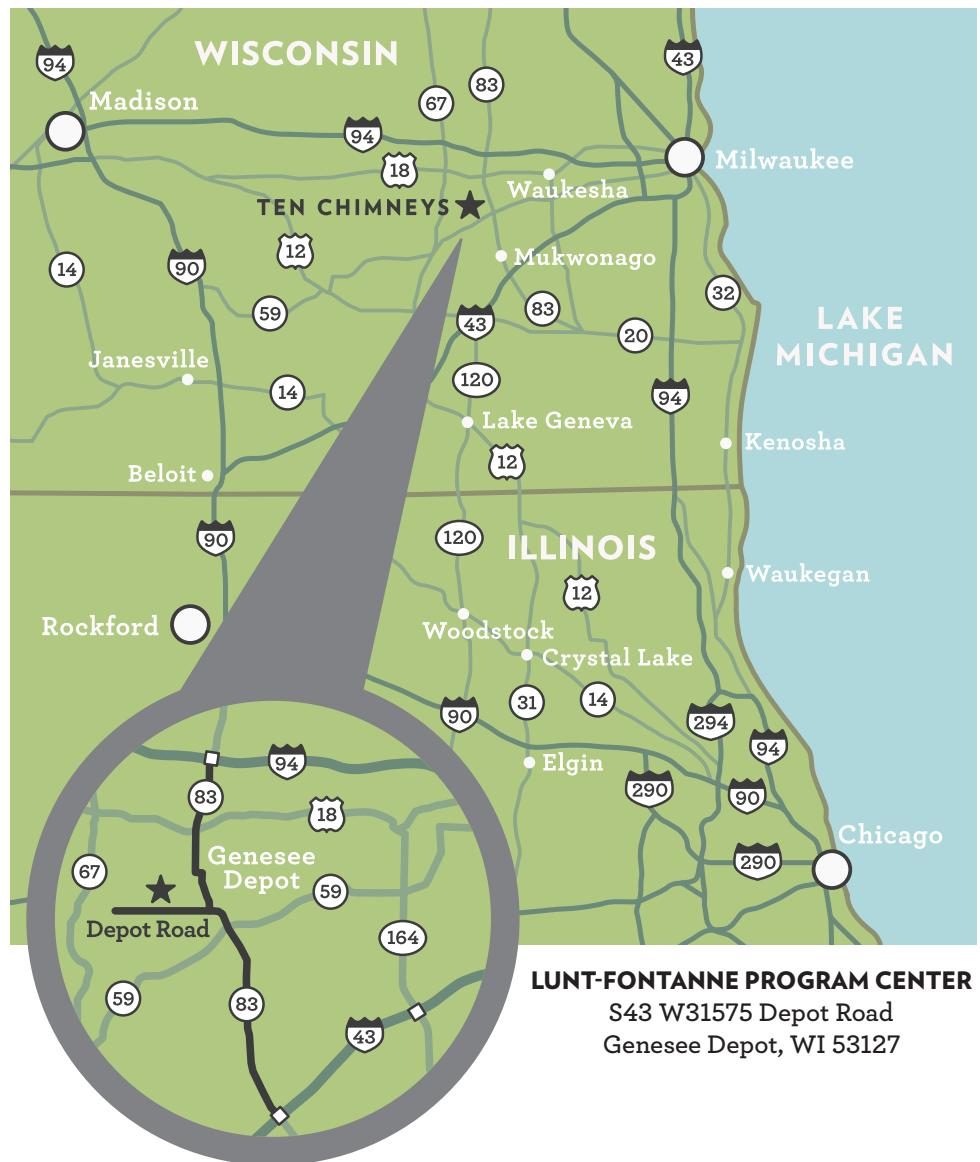 WISCONSIN
94
43
83
67
Madison
94
18
Milwaukee
Waukesha
TEN CHIMNEYS
12
Mukwonago
14
90
32
59
83
43
20
LAKE
MICHIGAN
Janesville
120
14
94
Lake Geneva
Kenosha
12
Beloit
90
120
ILLINOIS
Waukegan
12
Rockford
Woodstock
Crystal Lake
31
14
90
294
94
Elgin
290
90
Chicago
290
94
83
18
Genesee
Depot
67
59
Depot Road
164
59
83
43
LUNT-FONTANNE PROGRAM CENTER
S43 W31575 Depot Road
Genesee Depot, WI 53127